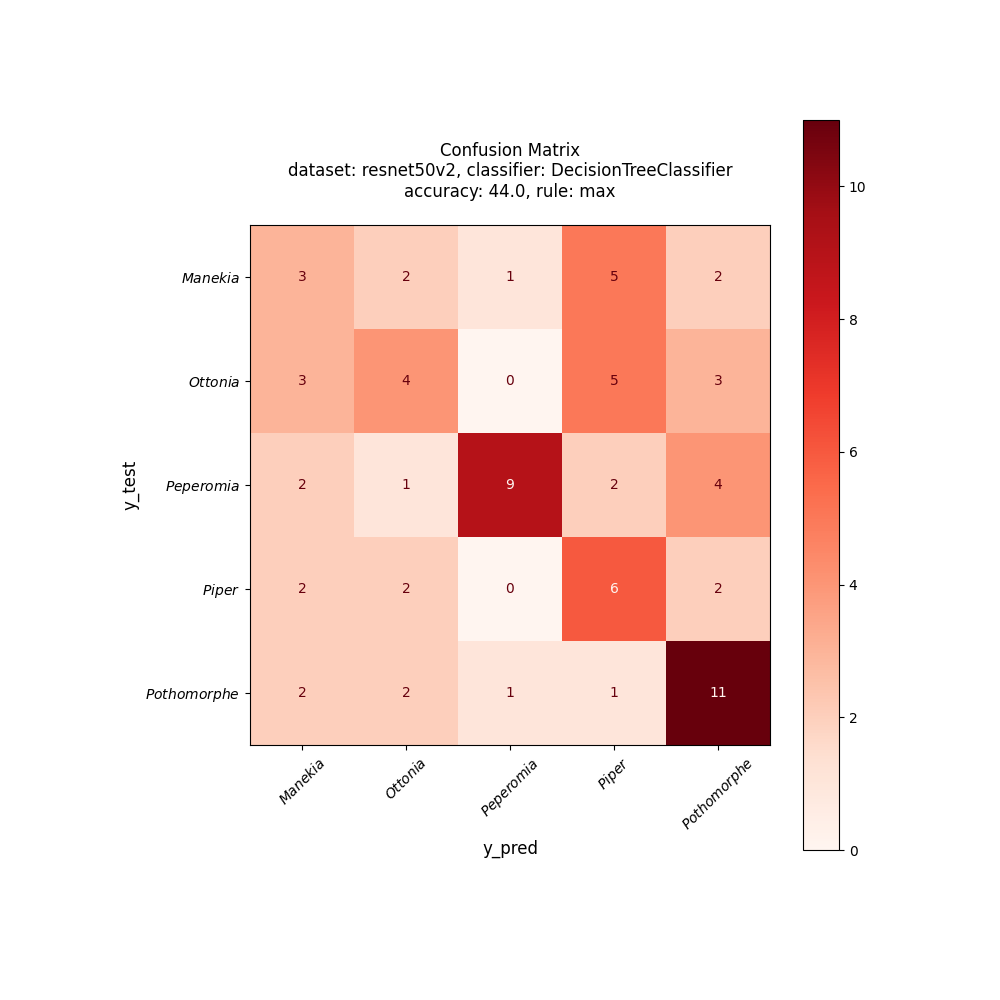 Confusion Matrix
dataset: resnet50v2, classifier: DecisionTreeClassifier
accuracy: 44.0, rule: max
Manekia 3 2 1 5 2
Ottonia 3 4 0 5 3
Peperomia 2 1 9 2 4
Piper 2 2 0 6 2
Pothomorphe 2 2 1 1 11
y_test
Manekia Ottonia Peperomia Piper Pothomorphe
y_pred
10
8
6
4
2
0